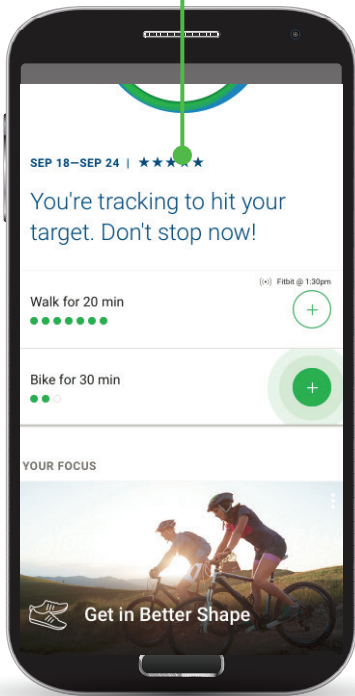 SEP 18—SEP 24 | ★★★★★
You're tracking to hit your
target. Don't stop now!
Fitbit @ 1:30pm
Walk for 20 min
Bike for 30 min
YOUR FOCUS
Get in Better Shape